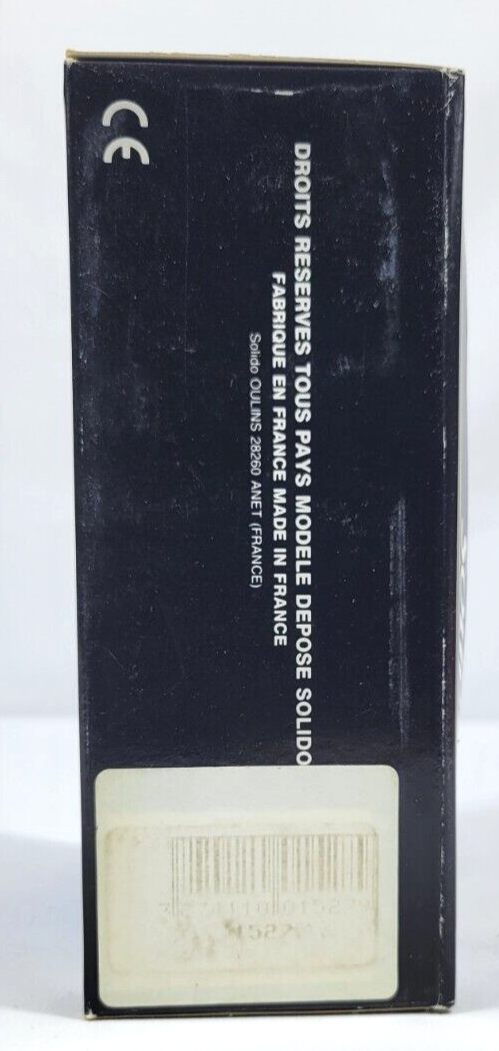 CE
DROITS RESERVES TOUS PAYS MODELE DEPOSE SOLIDO
FABRIQUE EN FRANCE MADE IN FRANCE
Solido OULINS 28260 ANET (FRANCE)